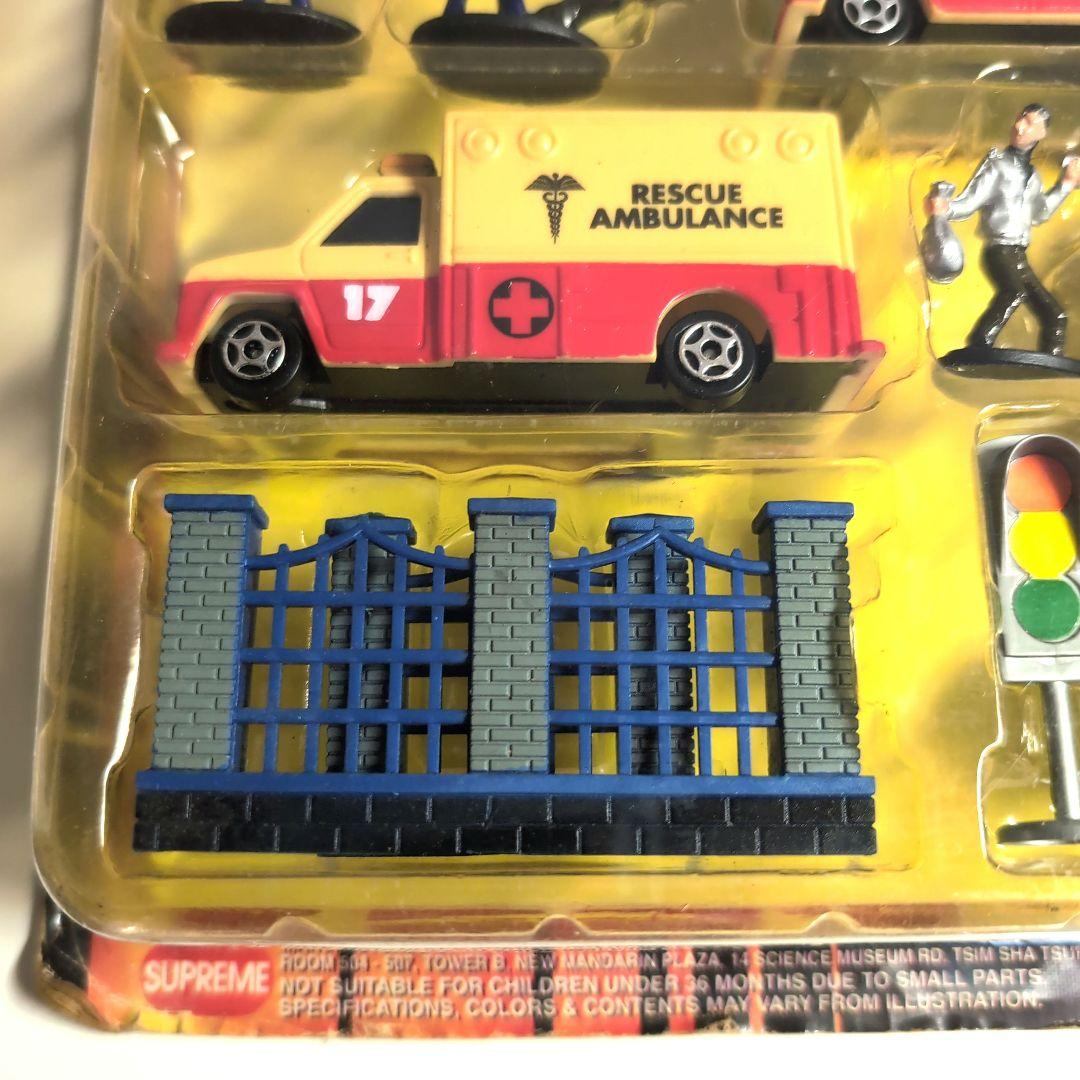 RESCUE
AMBULANCE
17
SUPREME
ROOM 504 - 507, TOWER B, NEW MANDARIN PLAZA, 14 SCIENCE MUSEUM RD. TSIM SHA TSUI
NOT SUITABLE FOR CHILDREN UNDER 36 MONTHS DUE TO SMALL PARTS.
SPECIFICATIONS, COLORS & CONTENTS MAY VARY FROM ILLUSTRATION.